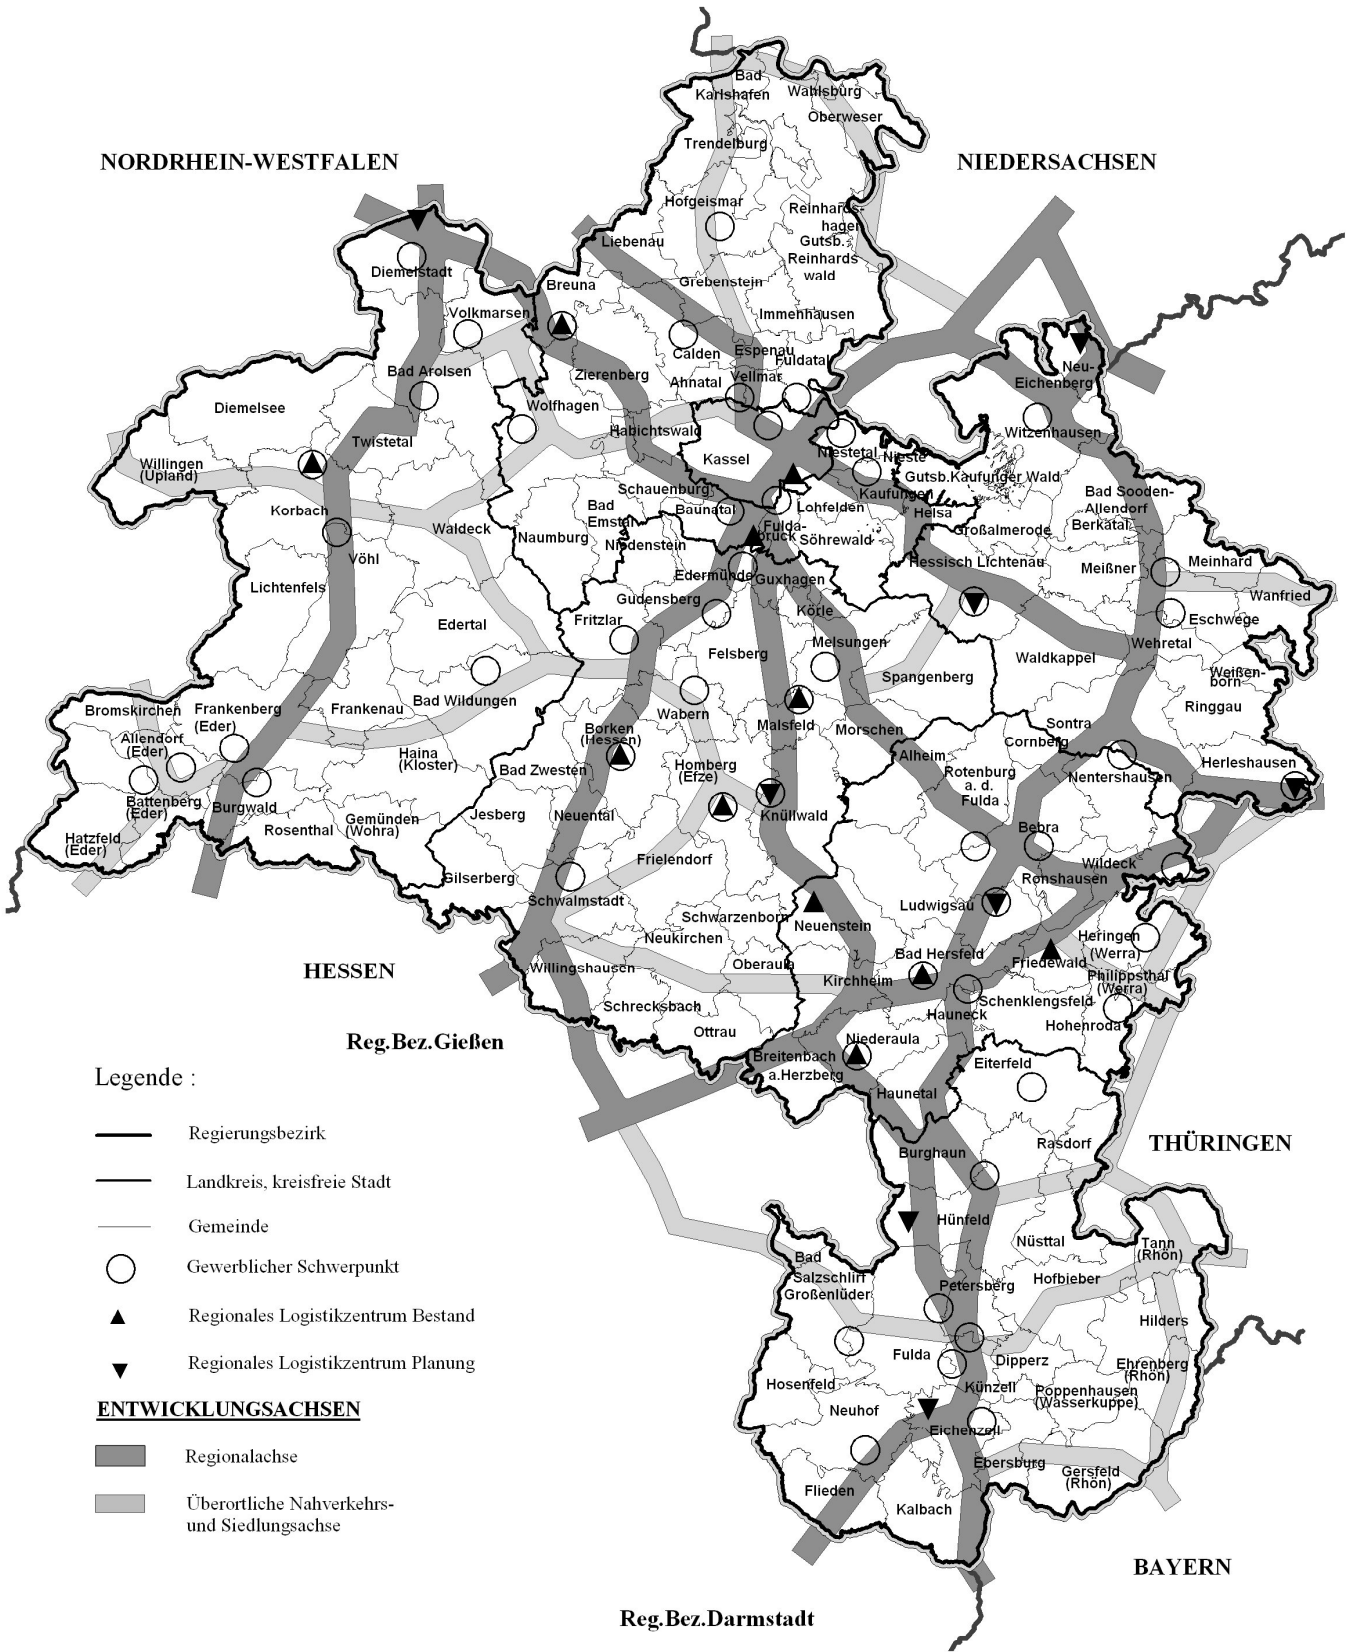 Bad
Karlshafen
Wahlsburg
Oberweser
Trendelburg
NORDRHEIN-WESTFALEN
NIEDERSACHSEN
Hofgeismar
Reinhards-
hagen
Liebenau
Gutsb.
Reinhards
wald
Diemelstadt
Breuna
Grebenstein
Volkmarsen
Immenhausen
Calden
Espenau
Fuldatal
Neu-
Eichenberg
Bad Arolsen
Zierenberg
Ahnatal
Vellmar
Diemelsee
Wolfhagen
Twistetal
Habichtswald
Witzenhausen
Willingen
(Upland)
Kassel
Niestetal
Nieste
Gutsb.Kaufunger Wald
Schauenburg
Kaufungen
Bad Sooden-
Allendorf
Korbach
Waldeck
Bad
Emstal
Baunatal
Lohfelden
Helsa
Berkatal
Naumburg
Niedenstein
Fulda-
brück
Söhrewald
Großalmerode
Vöhl
Hessisch Lichtenau
Meißner
Meinhard
Lichtenfels
Edermünde
Guxhagen
Wanfried
Gudensberg
Körle
Edertal
Fritzlar
Eschwege
Melsungen
Felsberg
Waldkappel
Wehretal
Spangenberg
Weißen-
born
Bad Wildungen
Ringgau
Bromskirchen
Frankenberg
(Eder)
Frankenau
Wabern
Malsfeld
Morschen
Sontra
Allendorf
(Eder)
Borken
(Hessen)
Cornberg
Haina
(Kloster)
Alheim
Herleshausen
Bad Zwesten
Homberg
(Efze)
Rotenburg
a. d.
Fulda
Nentershausen
Battenberg
(Eder)
Burgwald
Jesberg
Neuental
Knüllwald
Gemünden
(Wohra)
Rosenthal
Bebra
Hatzfeld
(Eder)
Frielendorf
Wildeck
Gilserberg
Ronshausen
Schwalmstadt
Ludwigsau
Schwarzenborn
Neuenstein
Neukirchen
Heringen
(Werra)
Bad Hersfeld
Friedewald
HESSEN
Willingshausen
Oberaula
Kirchheim
Philippsthal
(Werra)
Schenklengsfeld
Schrecksbach
Hauneck
Hohenroda
Ottrau
Reg.Bez.Gießen
Niederaula
Breitenbach
a.Herzberg
Eiterfeld
Legende :
Haunetal
Regierungsbezirk
THÜRINGEN
Rasdorf
Burghaun
Landkreis, kreisfreie Stadt
Gemeinde
Hünfeld
Nüsttal
Tann
(Rhön)
Bad
Salzschlirf
Gewerblicher Schwerpunkt
Großenlüder
Petersberg
Hofbieber
Regionales Logistikzentrum Bestand
Hilders
Fulda
Dipperz
Ehrenberg
(Rhön)
Regionales Logistikzentrum Planung
Hosenfeld
Künzell
Poppenhausen
(Wasserkuppe)
Neuhof
ENTWICKLUNGSACHSEN
Eichenzell
Regionalachse
Ebersburg
Gersfeld
(Rhön)
Flieden
Kalbach
Überortliche Nahverkehrs-
und Siedlungsachse
BAYERN
Reg.Bez.Darmstadt